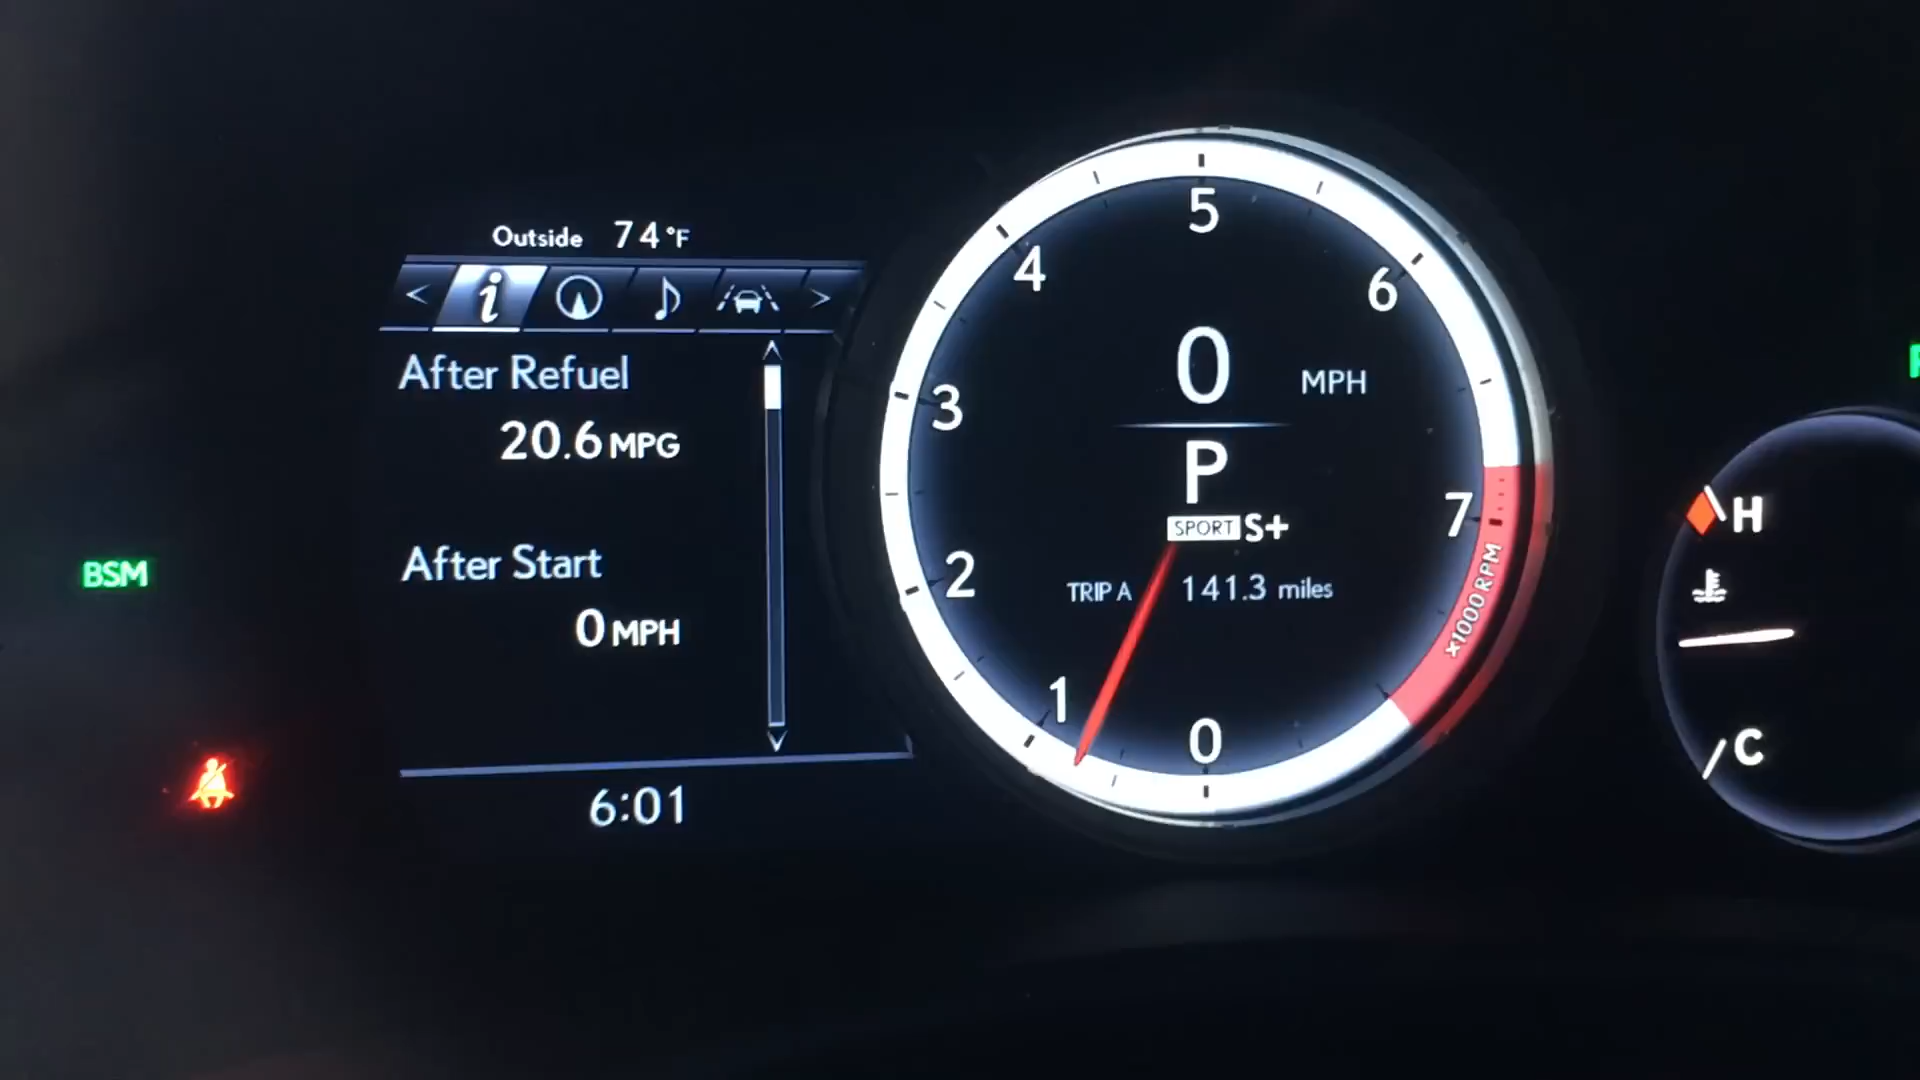 Outside 74°F
< i >
After Refuel
20.6 MPG
After Start
0 MPH
6:01
BSM
5
4
6
3
7
2
1
0
0 MPH
P
SPORT S+
TRIP A 141.3 miles
x1000 RPM
H
C